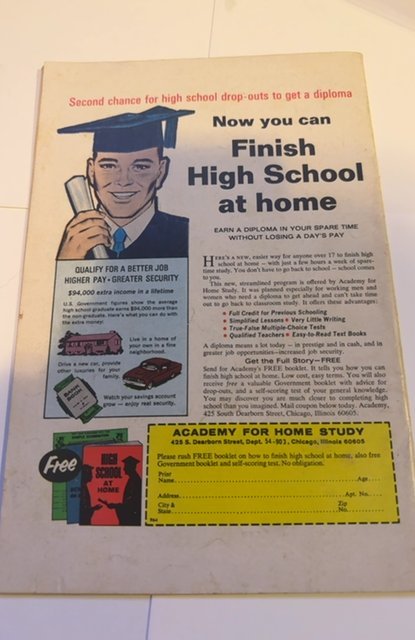 Second chance for high school drop-outs to get a diploma
Now you can
Finish
High School
at home
EARN A DIPLOMA IN YOUR SPARE TIME
WITHOUT LOSING A DAY'S PAY
QUALIFY FOR A BETTER JOB
HIGHER PAY • GREATER SECURITY
$94,000 extra income in a lifetime
U.S. Government figures show the average
high school graduate earns $94,000 more than
the non-graduate. Here's what you can do with
the extra money:
Live in a home of
your own in a fine
neighborhood.
Drive a new car, provide
other luxuries for your
family.
BANK
BOOK
Watch your savings account
grow — enjoy real security.
HERE'S A NEW, easier way for anyone over 17 to finish high
school at home — with just a few hours a week of spare-
time study. You don't have to go back to school — school comes
to you.
This new, streamlined program is offered by Academy for
Home Study. It was planned especially for working men and
women who need a diploma to get ahead and can't take time
out to go back to classroom study. It offers these advantages:
• Full Credit for Previous Schooling
• Simplified Lessons • Very Little Writing
• True-False Multiple-Choice Tests
• Qualified Teachers • Easy-to-Read Text Books
A diploma means a lot today — in prestige and in cash, and in
greater job opportunities—increased job security.
Get the Full Story—FREE
Send for Academy's FREE booklet. It tells you how you can
finish high school at home. Low cost, easy terms. You will also
receive free a valuable Government booklet with advice for
drop-outs, and a self-scoring test of your general knowledge.
You may discover you are much closer to completing high
school than you imagined. Mail coupon below today. Academy,
425 South Dearborn Street, Chicago, Illinois 60605.
Free
HIGH
SCHOOL
AT
HOME
ACADEMY FOR HOME STUDY
425 S. Dearborn Street, Dept. 54-903, Chicago, Illinois 60605
Please rush FREE booklet on how to finish high school at home, also free
Government booklet and self-scoring test. No obligation.
Print
Name Age
Address Apt. No.
City & Zip
State No.